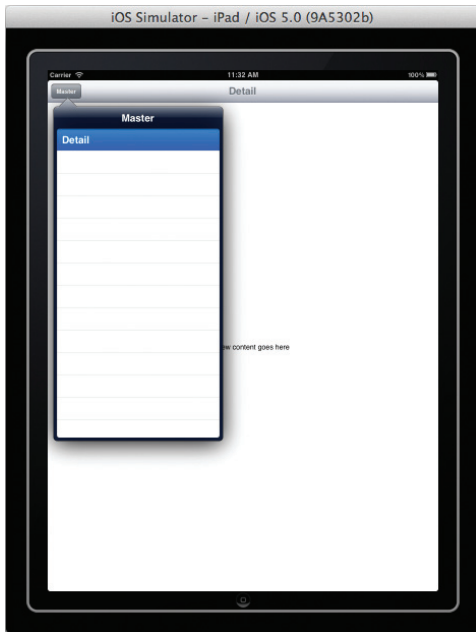 iOS Simulator – iPad / iOS 5.0 (9A5302b)
Carrier 11:32 AM 100%
Master Detail
Master
Detail
ew content goes here